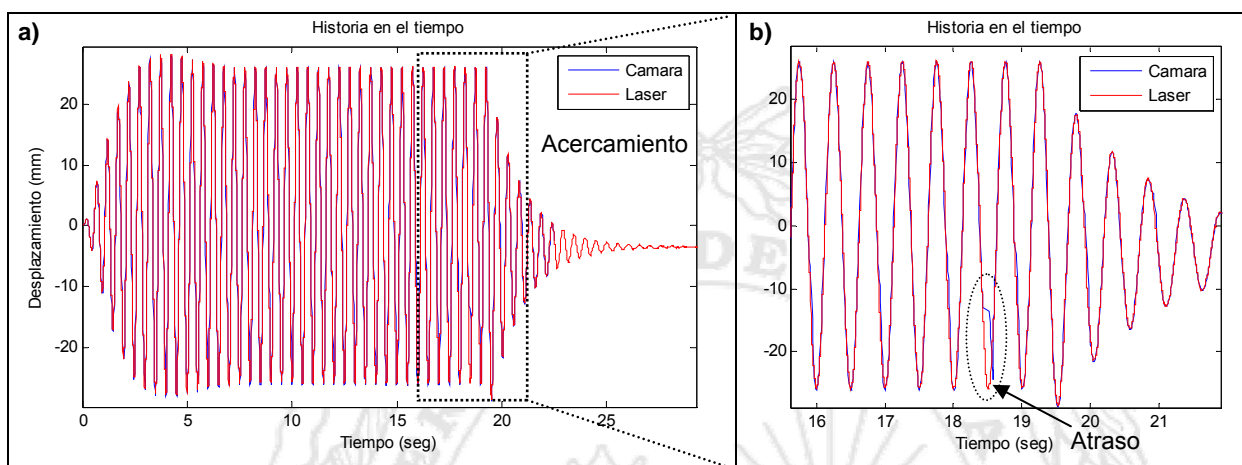 a)
Historia en el tiempo
Desplazamiento (mm)
20
10
0
-10
-20
0
5
10
15
20
25
Tiempo (seg)
Camara
Laser
Acercamiento
b)
Historia en el tiempo
20
10
0
-10
-20
16
17
18
19
20
21
Tiempo (seg)
Camara
Laser
Atraso
DE